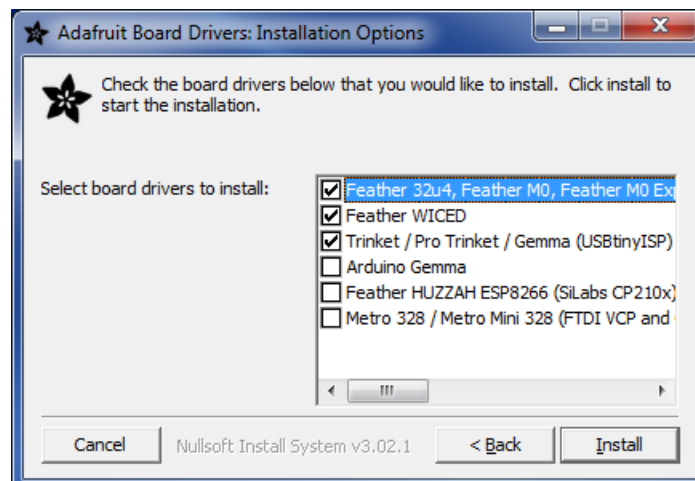 Adafruit Board Drivers: Installation Options
Check the board drivers below that you would like to install. Click install to
start the installation.
Select board drivers to install:
Feather 32u4, Feather M0, Feather M0
Feather WICED
Trinket / Pro Trinket / Gemma (USBtinyISP)
Arduino Gemma
Feather HUZZAH ESP8266 (SiLabs CP210x)
Metro 328 / Metro Mini 328 (FTDI VCP and
Cancel
Nullsoft Install System v3.02.1
< Back
Install